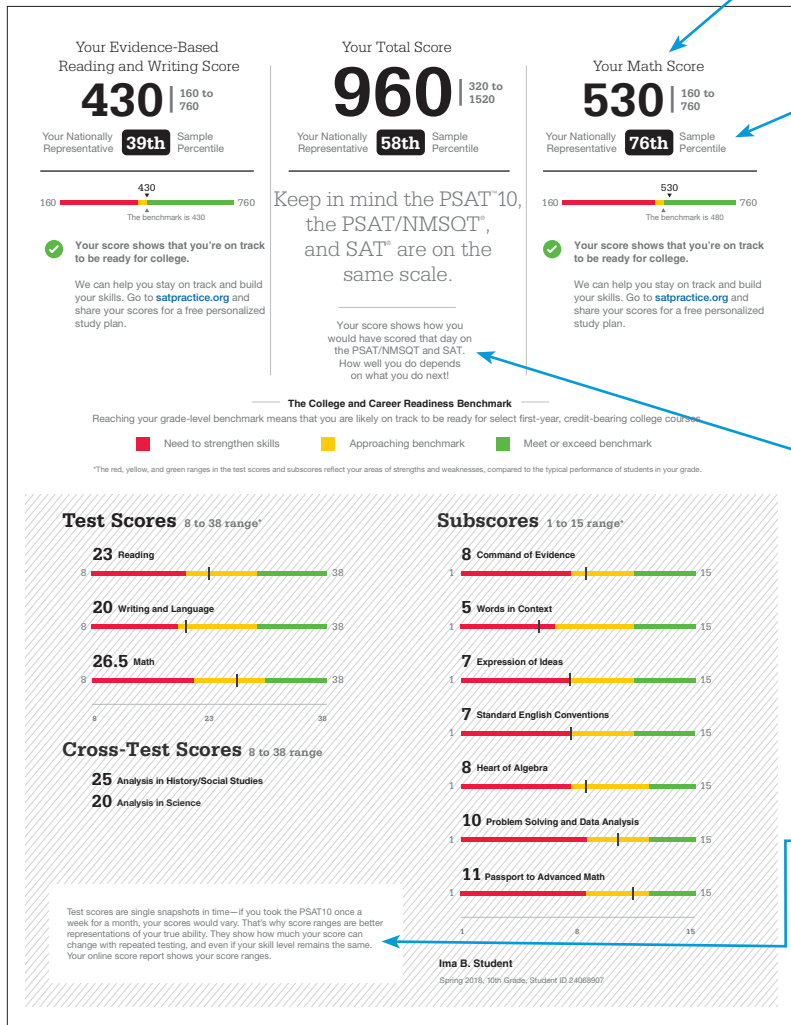 Your Evidence-Based
Reading and Writing Score
430 | 160 to
760
Your Nationally
Representative 39th Sample
Percentile
160 430 760
The benchmark is 430
Your score shows that you're on track
to be ready for college.
We can help you stay on track and build
your skills. Go to satpractice.org and
share your scores for a free personalized
study plan.
Your Total Score
960 | 320 to
1520
Your Nationally
Representative 58th Sample
Percentile
Keep in mind the PSAT™10,
the PSAT/NMSQT®,
and SAT® are on the
same scale.
Your score shows how you
would have scored that day on
the PSAT/NMSQT and SAT.
How well you do depends
on what you do next!
Your Math Score
530 | 160 to
760
Your Nationally
Representative 76th Sample
Percentile
160 530 760
The benchmark is 480
Your score shows that you're on track
to be ready for college.
We can help you stay on track and build
your skills. Go to satpractice.org and
share your scores for a free personalized
study plan.
The College and Career Readiness Benchmark
Reaching your grade-level benchmark means that you are likely on track to be ready for select first-year, credit-bearing college courses.
Need to strengthen skills Approaching benchmark Meet or exceed benchmark
*The red, yellow, and green ranges in the test scores and subscores reflect your areas of strengths and weaknesses, compared to the typical performance of students in your grade.
Test Scores 8 to 38 range*
23 Reading
8 38
20 Writing and Language
8 38
26.5 Math
8 38
8 23 38
Cross-Test Scores 8 to 38 range
25 Analysis in History/Social Studies
20 Analysis in Science
Test scores are single snapshots in time—if you took the PSAT10 once a
week for a month, your scores would vary. That's why score ranges are better
representations of your true ability. They show how much your score can
change with repeated testing, and even if your skill level remains the same.
Your online score report shows your score ranges.
Subscores 1 to 15 range*
8 Command of Evidence
1 15
5 Words in Context
1 15
7 Expression of Ideas
1 15
7 Standard English Conventions
1 15
8 Heart of Algebra
1 15
10 Problem Solving and Data Analysis
1 15
11 Passport to Advanced Math
1 15
1 8 15
Ima B. Student
Spring 2018, 10th Grade, Student ID 24068907